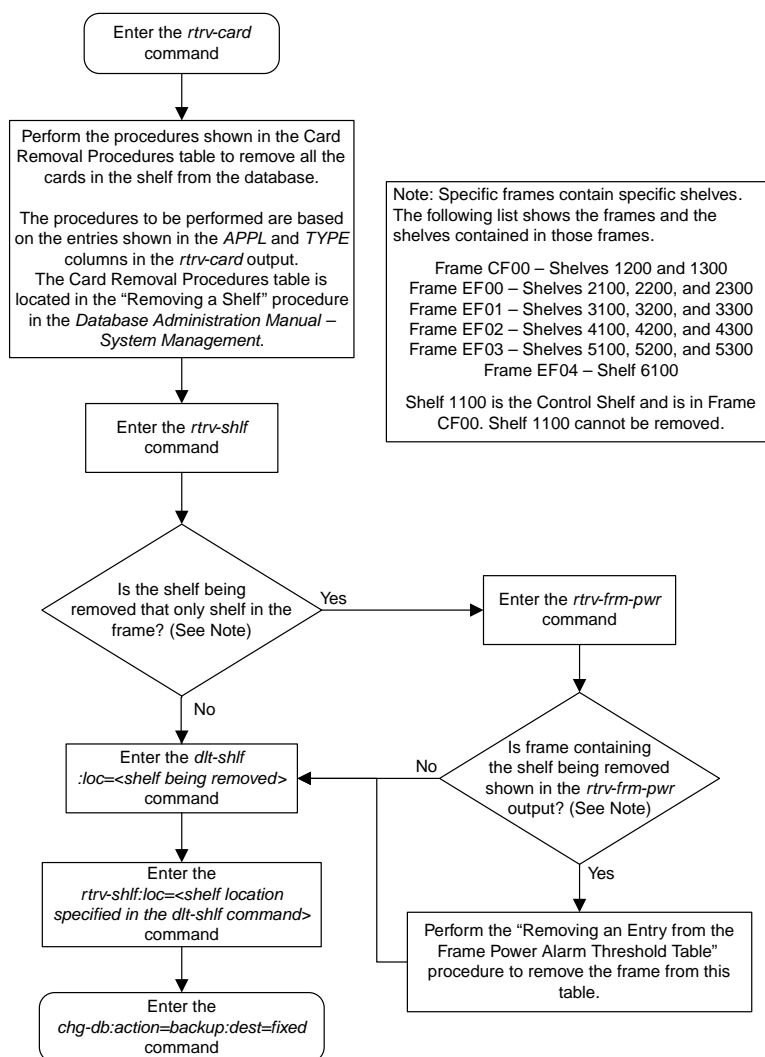 Enter the rtrv-card
command
Perform the procedures shown in the Card
Removal Procedures table to remove all the
cards in the shelf from the database.
The procedures to be performed are based
on the entries shown in the APPL and TYPE
columns in the rtrv-card output.
The Card Removal Procedures table is
located in the “Removing a Shelf” procedure
in the Database Administration Manual –
System Management.
Note: Specific frames contain specific shelves.
The following list shows the frames and the
shelves contained in those frames.
Frame CF00 – Shelves 1200 and 1300
Frame EF00 – Shelves 2100, 2200, and 2300
Frame EF01 – Shelves 3100, 3200, and 3300
Frame EF02 – Shelves 4100, 4200, and 4300
Frame EF03 – Shelves 5100, 5200, and 5300
Frame EF04 – Shelf 6100
Shelf 1100 is the Control Shelf and is in Frame
CF00. Shelf 1100 cannot be removed.
Enter the rtrv-shlf
command
Is the shelf being
removed that only shelf in the
frame? (See Note)
Yes
Enter the rtrv-frm-pwr
command
No
Is frame containing
the shelf being removed
shown in the rtrv-frm-pwr
output? (See Note)
No
Yes
Enter the dlt-shlf
:loc=<shelf being removed>
command
Enter the
rtrv-shlf:loc=<shelf location
specified in the dlt-shlf command>
command
Perform the “Removing an Entry from the
Frame Power Alarm Threshold Table”
procedure to remove the frame from this
table.
Enter the
chg-db:action=backup:dest=fixed
command